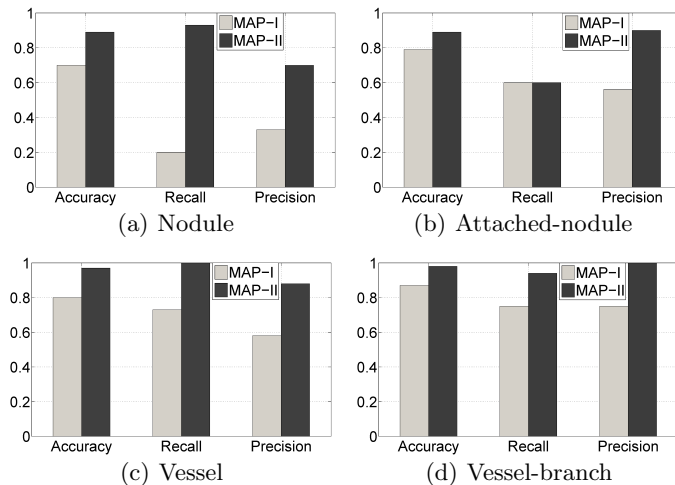 1
0.8
0.6
0.4
0.2
0
MAP-I
MAP-II
Accuracy Recall Precision
(a) Nodule
1
0.8
0.6
0.4
0.2
0
MAP-I
MAP-II
Accuracy Recall Precision
(b) Attached-nodule
1
0.8
0.6
0.4
0.2
0
MAP-I
MAP-II
Accuracy Recall Precision
(c) Vessel
1
0.8
0.6
0.4
0.2
0
MAP-I
MAP-II
Accuracy Recall Precision
(d) Vessel-branch